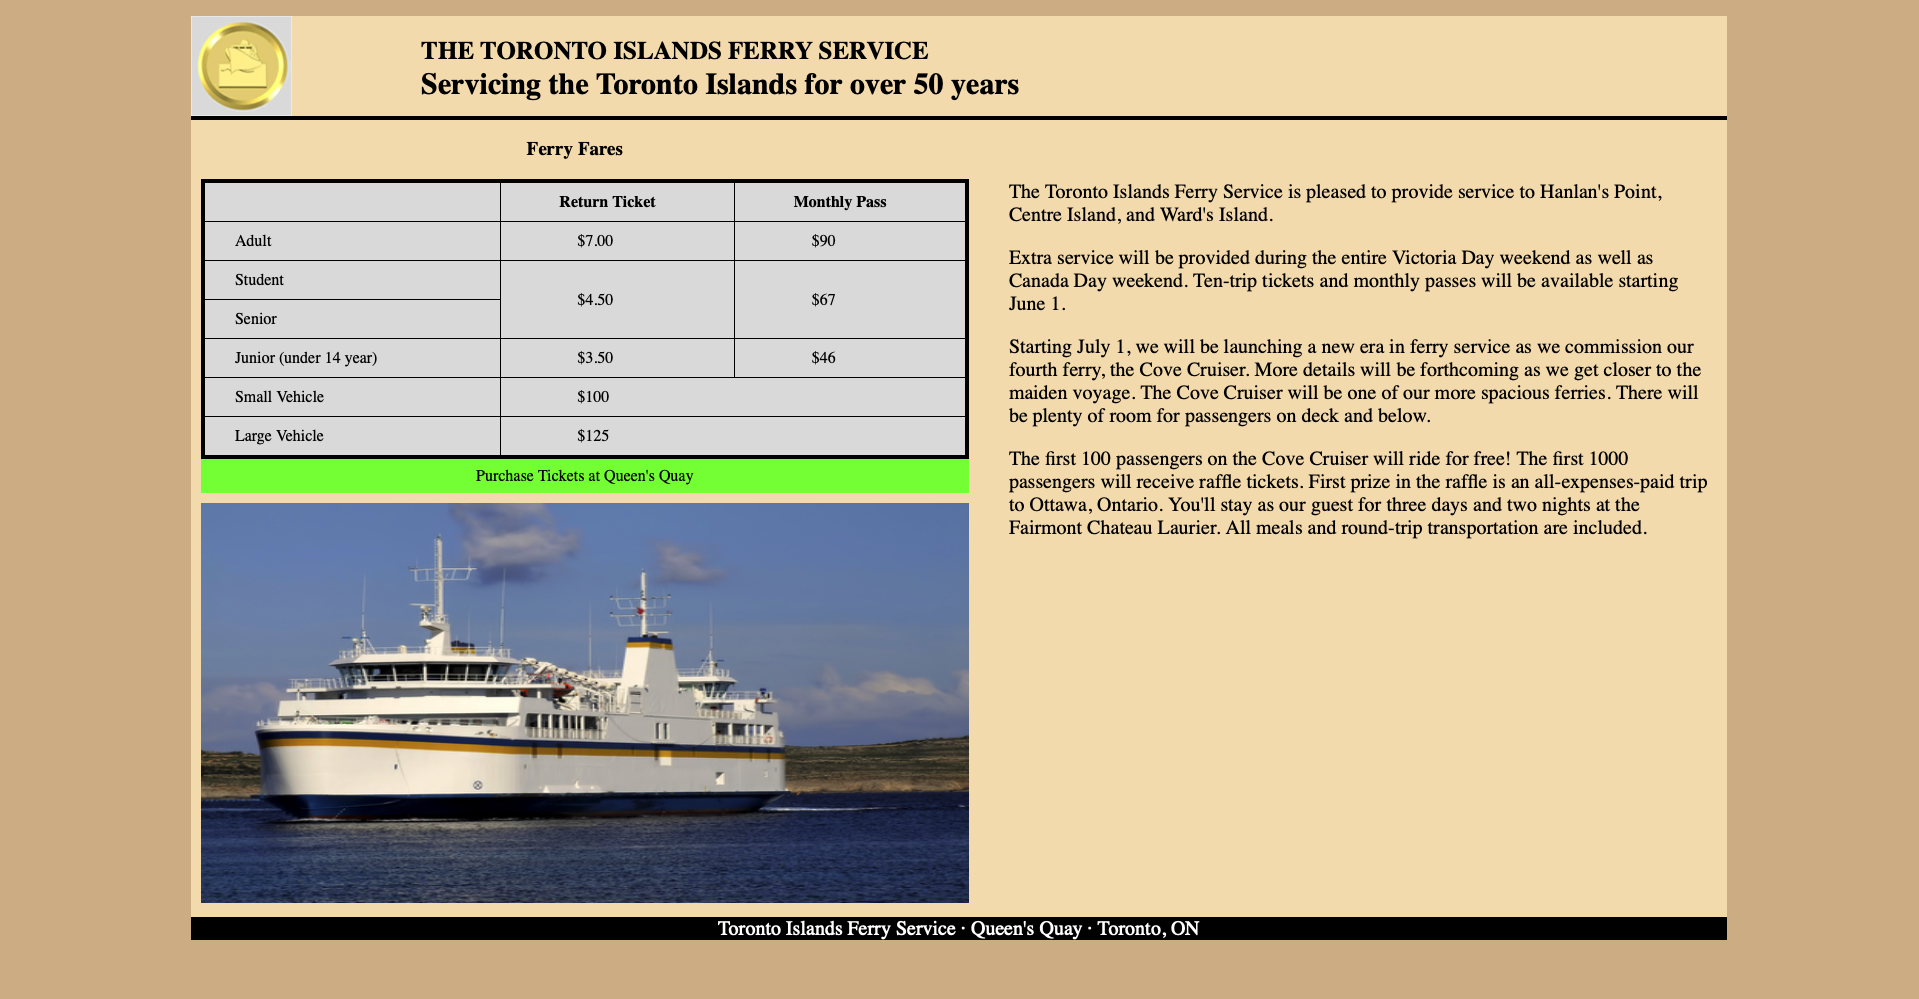 THE TORONTO ISLANDS FERRY SERVICE
Servicing the Toronto Islands for over 50 years
Ferry Fares
Return Ticket Monthly Pass
Adult $7.00 $90
Student
$4.50 $67
Senior
Junior (under 14 year) $3.50 $46
Small Vehicle $100
Large Vehicle $125
Purchase Tickets at Queen's Quay
The Toronto Islands Ferry Service is pleased to provide service to Hanlan's Point,
Centre Island, and Ward's Island.
Extra service will be provided during the entire Victoria Day weekend as well as
Canada Day weekend. Ten-trip tickets and monthly passes will be available starting
June 1.
Starting July 1, we will be launching a new era in ferry service as we commission our
fourth ferry, the Cove Cruiser. More details will be forthcoming as we get closer to the
maiden voyage. The Cove Cruiser will be one of our more spacious ferries. There will
be plenty of room for passengers on deck and below.
The first 100 passengers on the Cove Cruiser will ride for free! The first 1000
passengers will receive raffle tickets. First prize in the raffle is an all-expenses-paid trip
to Ottawa, Ontario. You'll stay as our guest for three days and two nights at the
Fairmont Chateau Laurier. All meals and round-trip transportation are included.
Toronto Islands Ferry Service · Queen's Quay · Toronto, ON